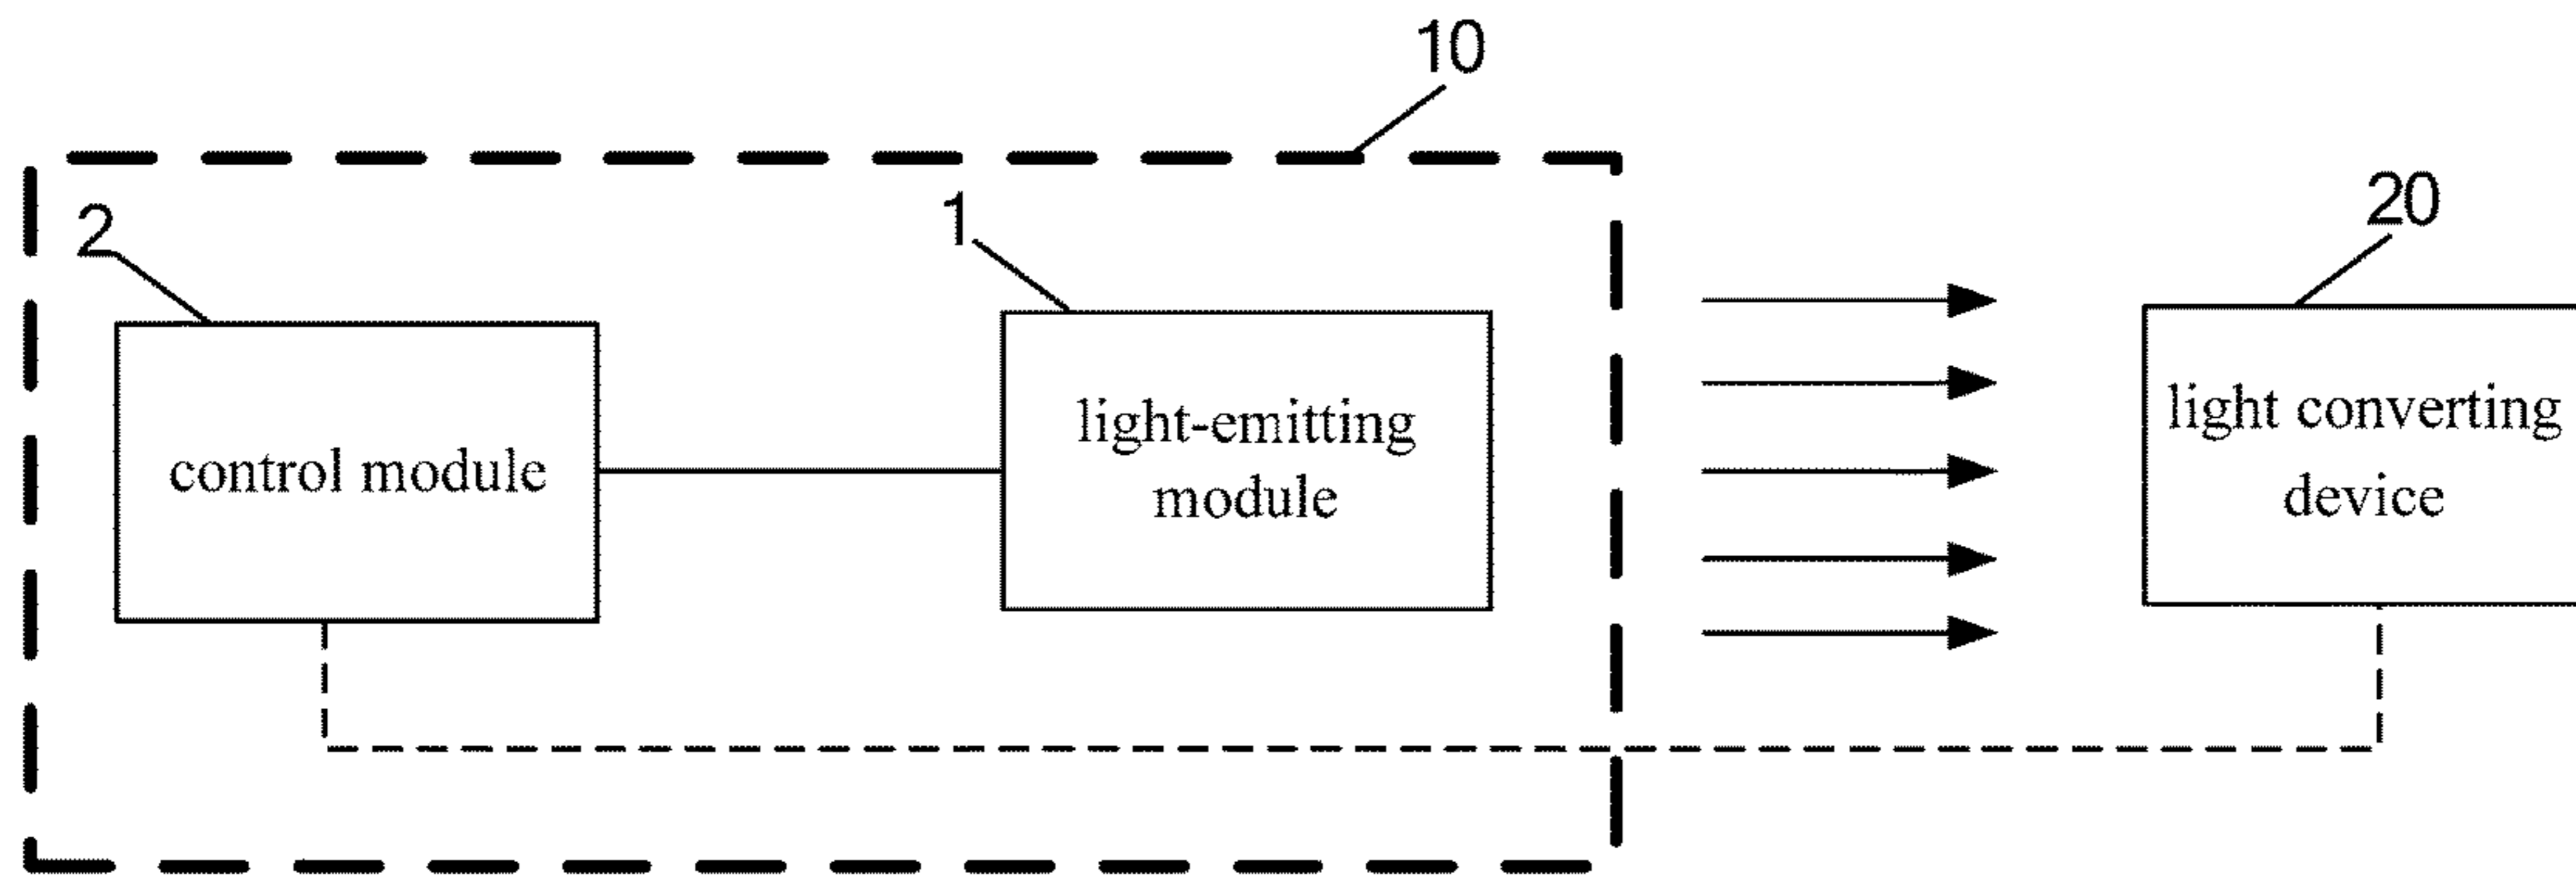 10
2
1
20
control module
light-emitting
module
light converting
device